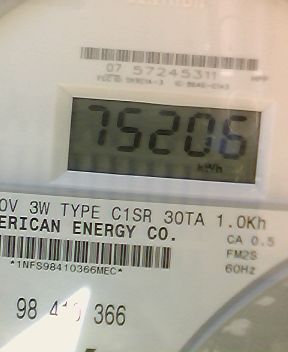 07 57245311
75206
kWh
0V 3W TYPE C1SR 30TA 1.0Kh
ERICAN ENERGY CO.
CA 0.5
*1NFS98410366MEC*
FM2S
60Hz
366